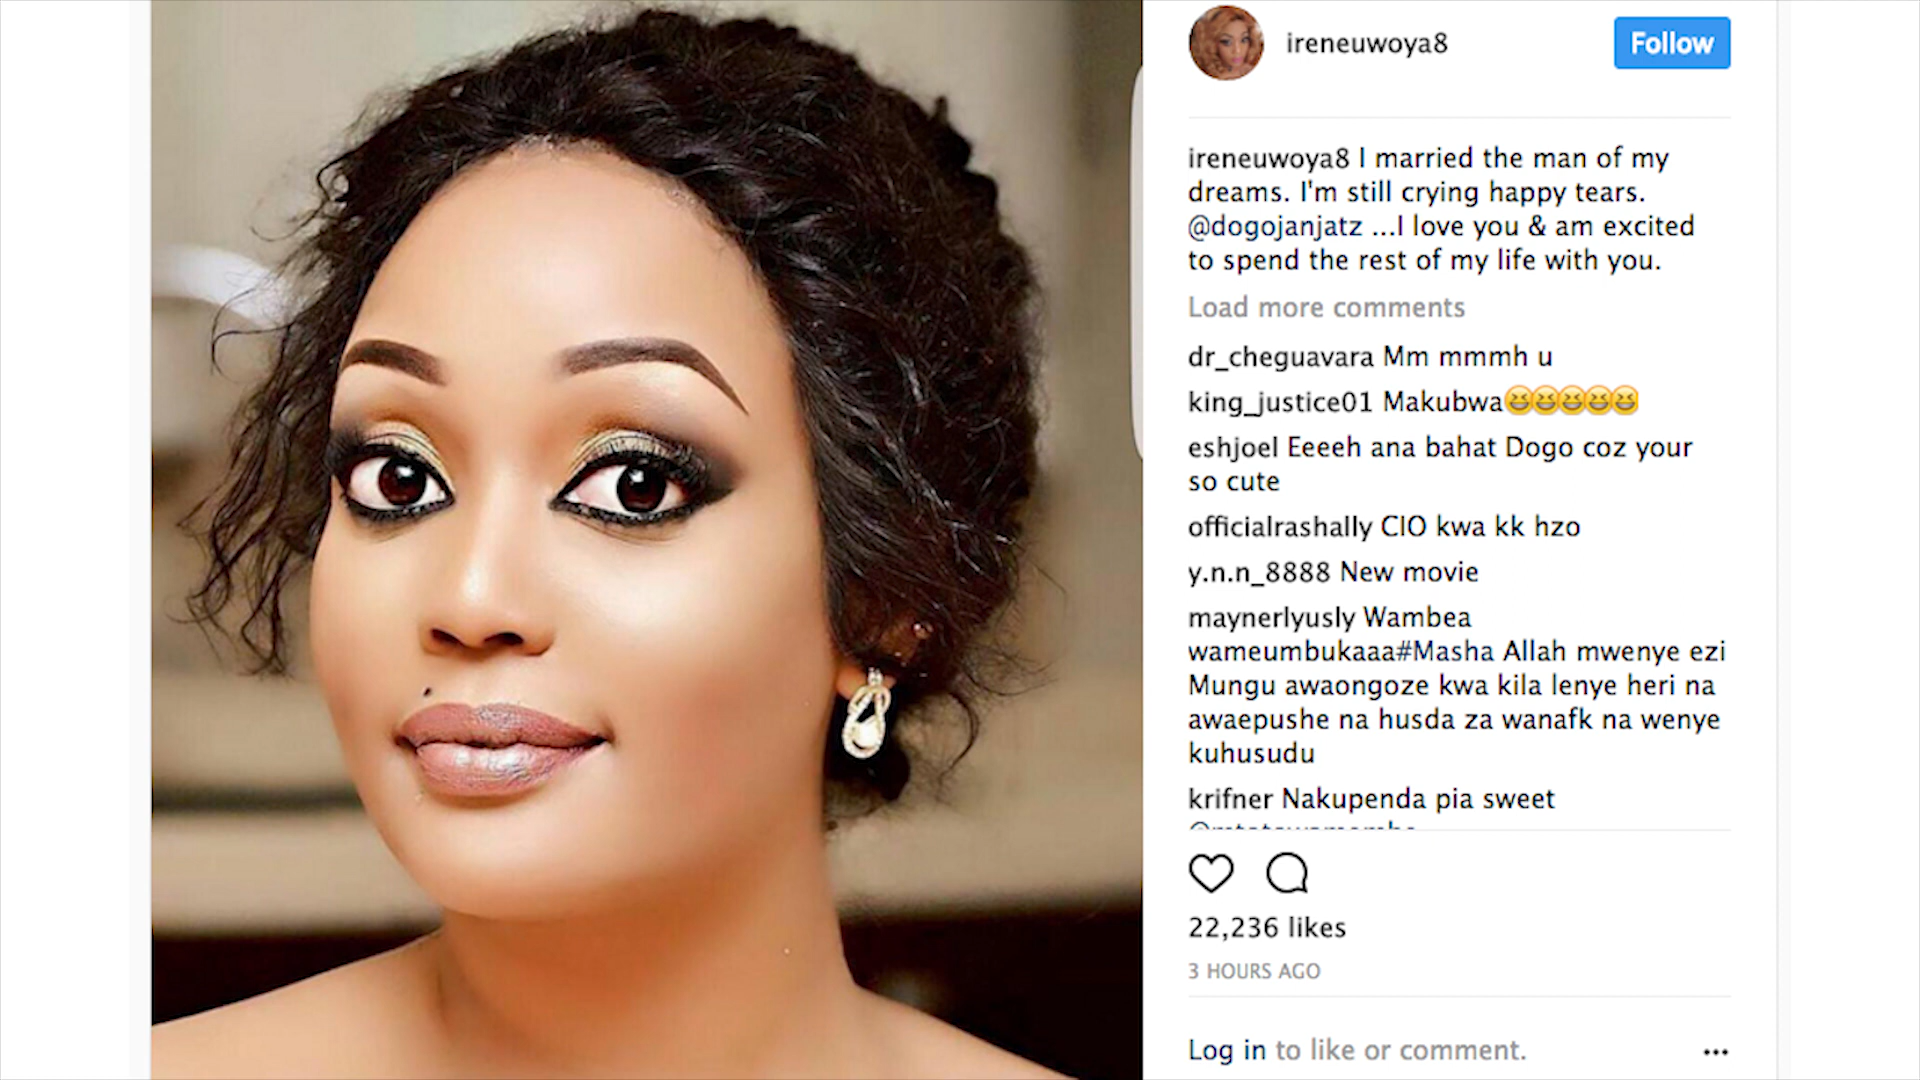 ireneuwoya8
Follow
ireneuwoya8 I married the man of my
dreams. I'm still crying happy tears.
@dogojanjatz ...I love you & am excited
to spend the rest of my life with you.
Load more comments
dr_cheguavara Mm mmmh u
king_justice01 Makubwa😆😆😆😆😆
eshjoel Eeeeh ana bahat Dogo coz your
so cute
officialrashally CIO kwa kk hzo
y.n.n_8888 New movie
maynerlyusly Wambea
wameumbukaaa#Masha Allah mwenye ezi
Mungu awaongoze kwa kila lenye heri na
awaepushe na husda za wanafk na wenye
kuhusudu
krifner Nakupenda pia sweet
22,236 likes
3 HOURS AGO
Log in to like or comment.